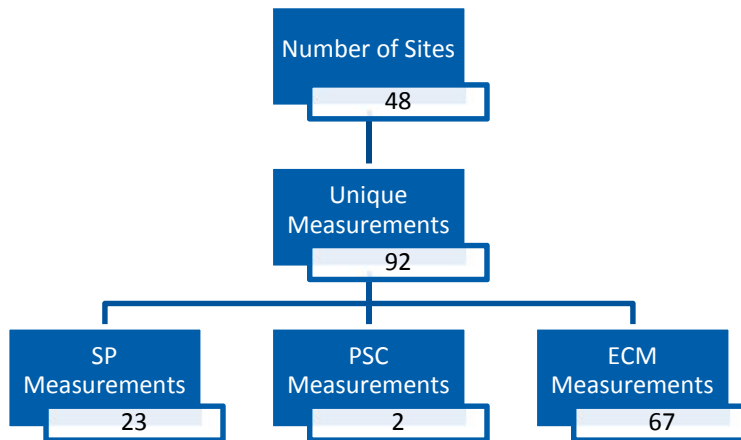 Number of Sites
48
Unique
Measurements
92
SP
Measurements
23
PSC
Measurements
2
ECM
Measurements
67